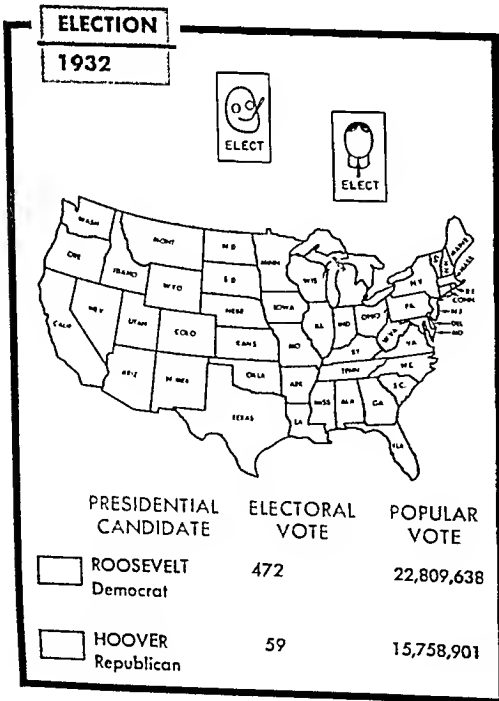 ELECTION
1932
ELECT
ELECT
WASH
ORE
CALIF
NEV
IDAHO
MONT
WYO
UTAH
COLO
ARIZ
N MEX
N D
S D
NEBR
KANS
OKLA
TEXAS
MINN
IOWA
MO
ARK
LA
WIS
ILL
IND
OHIO
KY
TENN
MISS
ALA
GA
FLA
S.C.
VA
W VA
PA.
N Y
MAINE
MASS
R I
CONN.
N J
DEL
MD
PRESIDENTIAL CANDIDATE
ELECTORAL VOTE
POPULAR VOTE
ROOSEVELT 472 22,809,638
Democrat
HOOVER 59 15,758,901
Republican